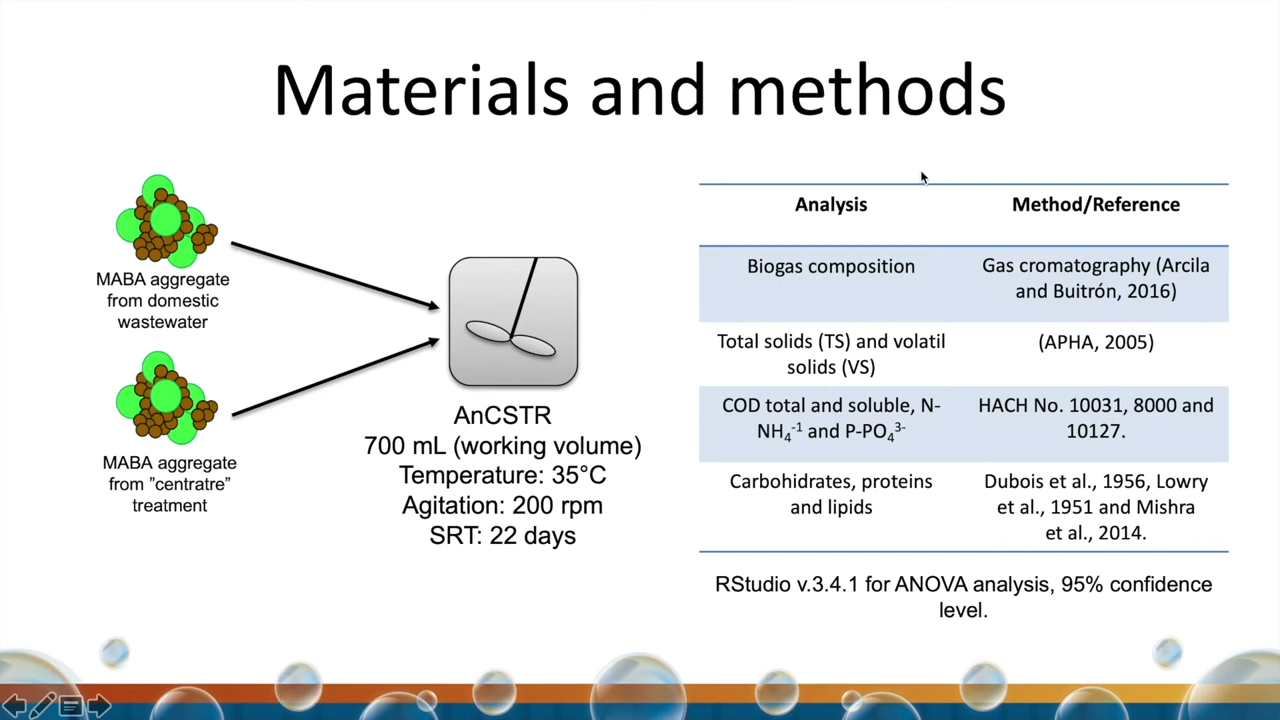 Materials and methods
MABA aggregate
from domestic
wastewater
MABA aggregate
from ”centratre”
treatment
AnCSTR
700 mL (working volume)
Temperature: 35°C
Agitation: 200 rpm
SRT: 22 days
Analysis
Method/Reference
Biogas composition
Gas cromatography (Arcila
and Buitrón, 2016)
Total solids (TS) and volatil
solids (VS)
(APHA, 2005)
COD total and soluble, N-
NH₄⁻¹ and P-PO₄³⁻
HACH No. 10031, 8000 and
10127.
Carbohydrates, proteins
and lipids
Dubois et al., 1956, Lowry
et al., 1951 and Mishra
et al., 2014.
RStudio v.3.4.1 for ANOVA analysis, 95% confidence
level.